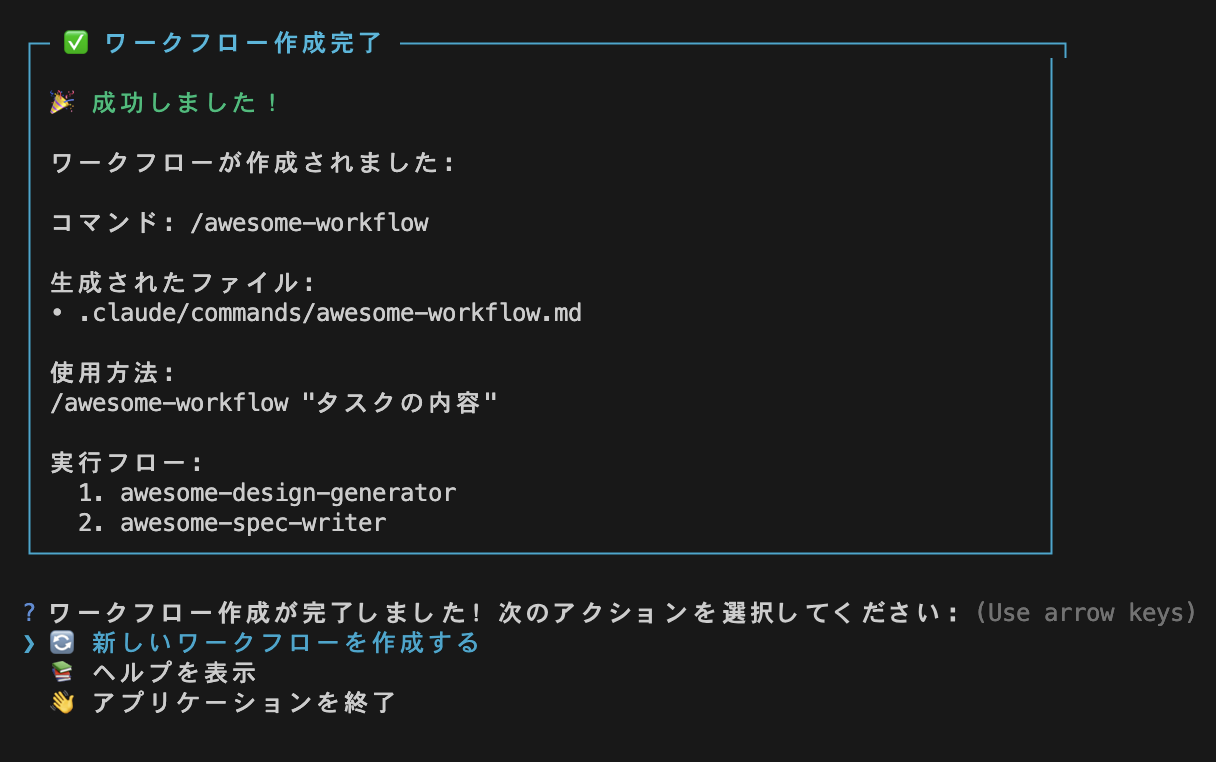 ✅ ワークフロー作成完了
🎉 成功しました！
ワークフローが作成されました:
コマンド: /awesome-workflow
生成されたファイル:
• .claude/commands/awesome-workflow.md
使用方法:
/awesome-workflow "タスクの内容"
実行フロー:
1. awesome-design-generator
2. awesome-spec-writer
? ワークフロー作成が完了しました! 次のアクションを選択してください: (Use arrow keys)
❯ 🔄 新しいワークフローを作成する
📚 ヘルプを表示
👋 アプリケーションを終了